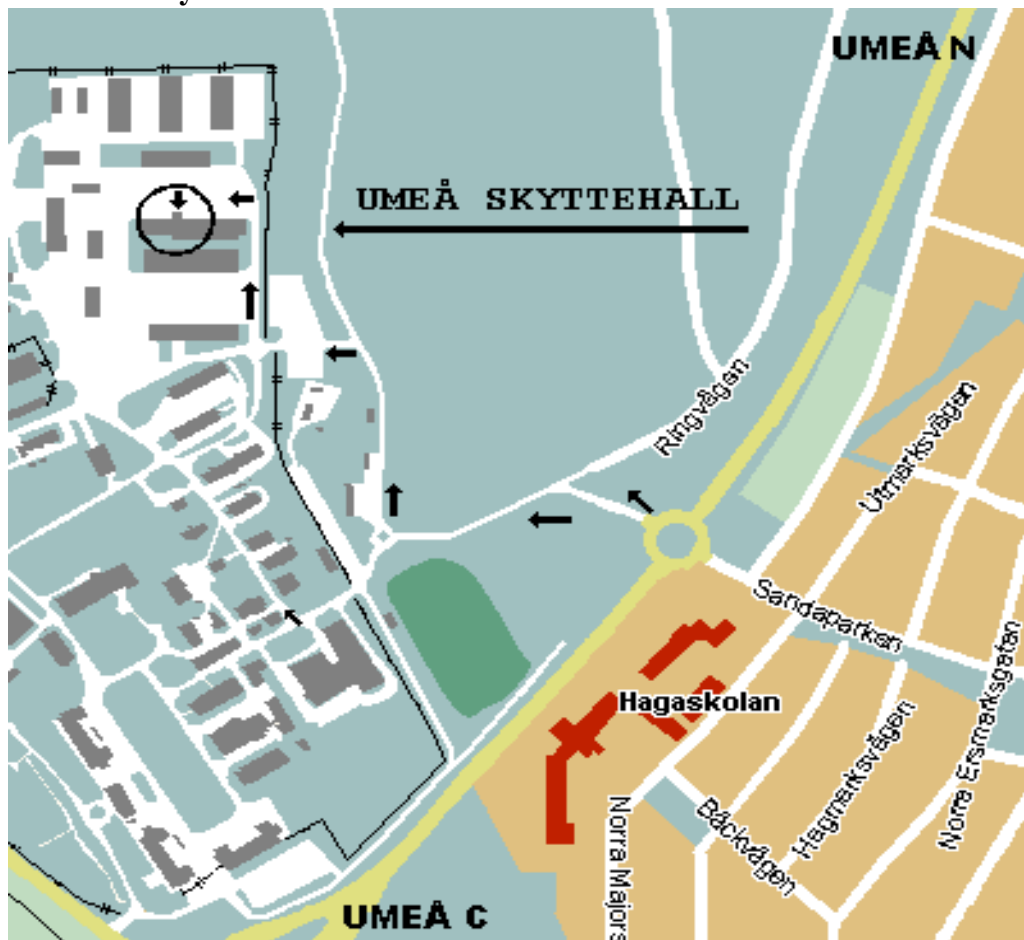 UMEÅ N
UMEÅ SKYTTEHALL
Ringvägen
Utmarksvägen
Sandaparken
Norra Ersmarksgatan
Hagaskolan
Hagmarksvägen
Bäckvägen
Norra Majors
UMEÅ C